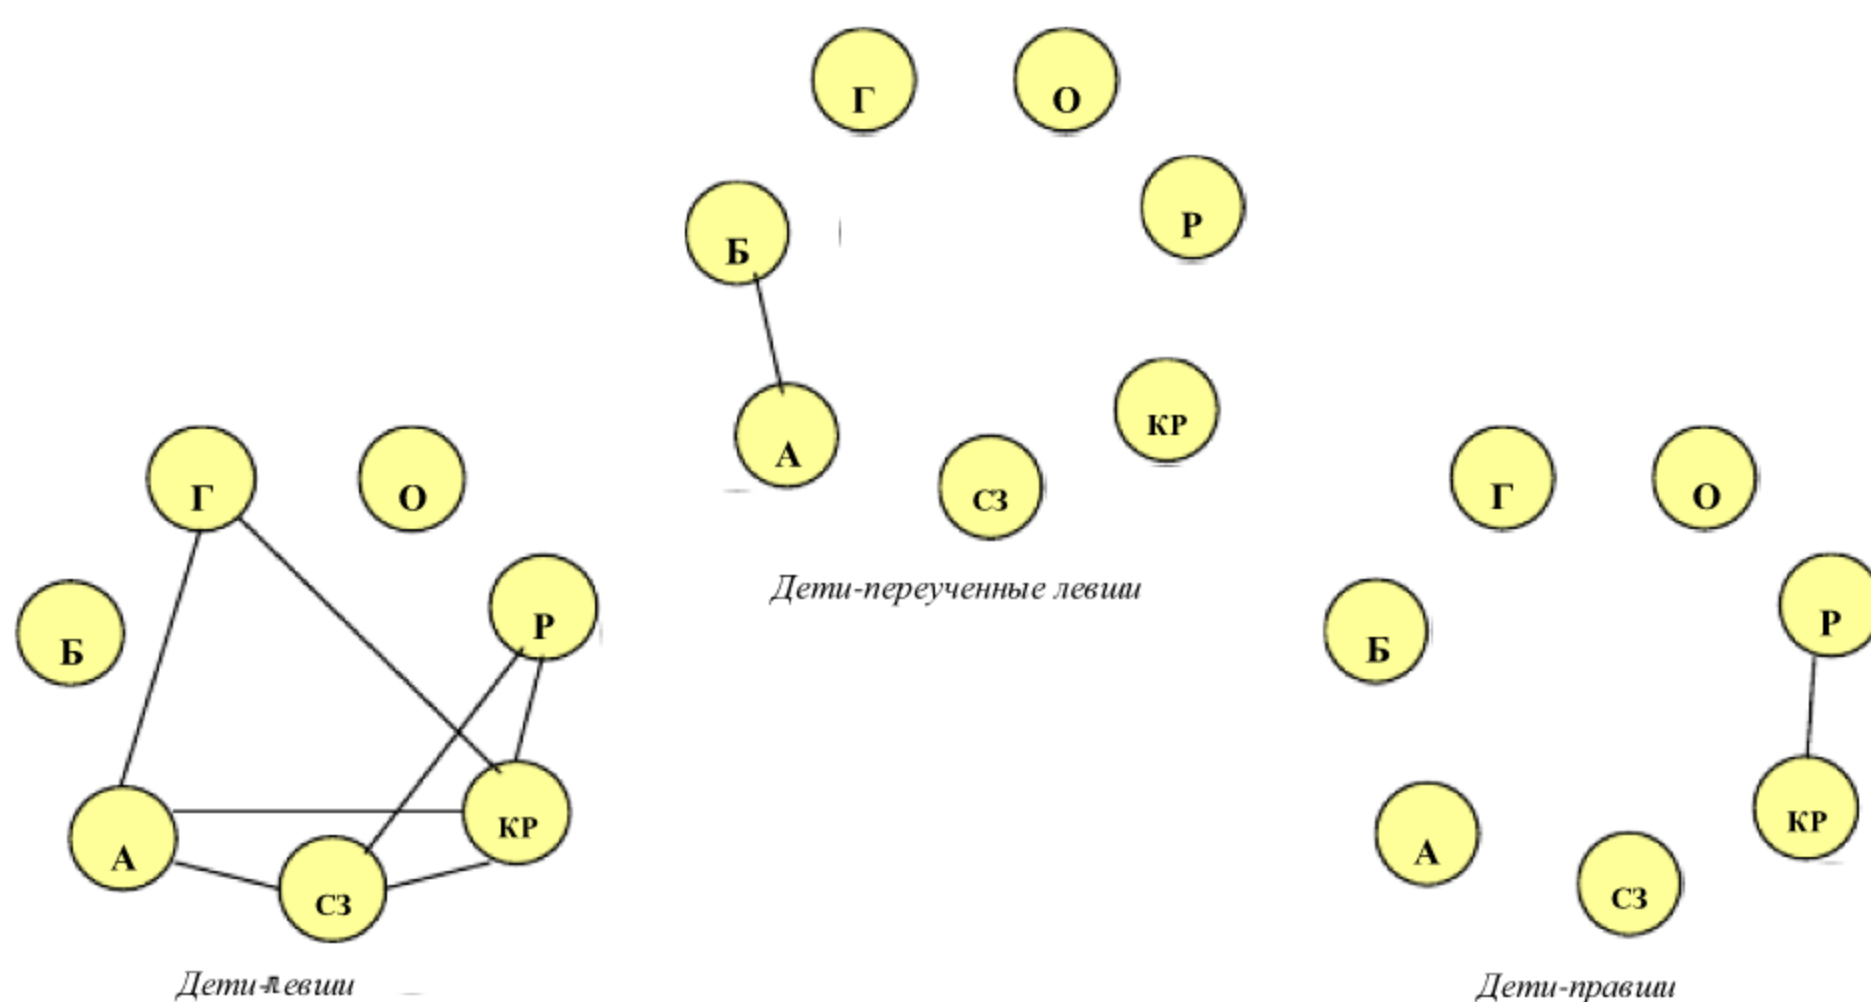 Г
О
Р
Б
КР
А
СЗ
Дети-переученные левши
Г
О
Р
Б
КР
А
СЗ
Дети-левши
Г
О
Р
Б
КР
А
СЗ
Дети-правши